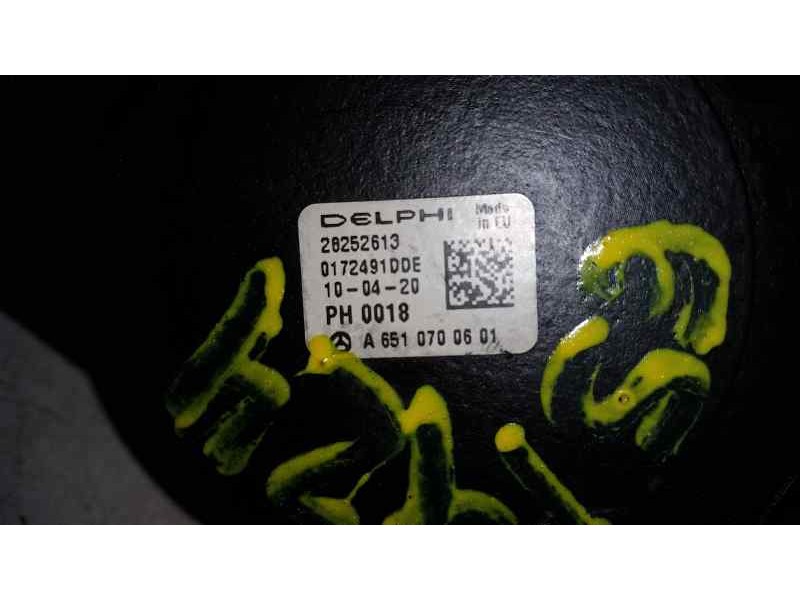 DELPHI Made in EU
28252613
0172491DDE
10-04-20
PH 0018
A 651 070 06 01